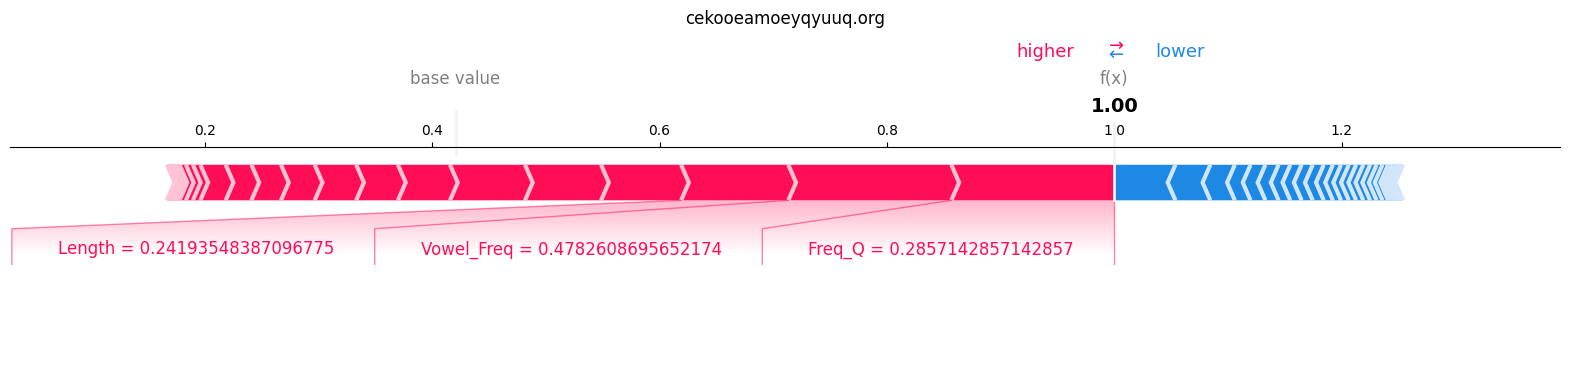 cekooeamoeyqyuuq.org
higher ⇄ lower
base value f(x)
1.00
0.2 0.4 0.6 0.8 1.0 1.2
Length = 0.24193548387096775 Vowel_Freq = 0.4782608695652174 Freq_Q = 0.2857142857142857